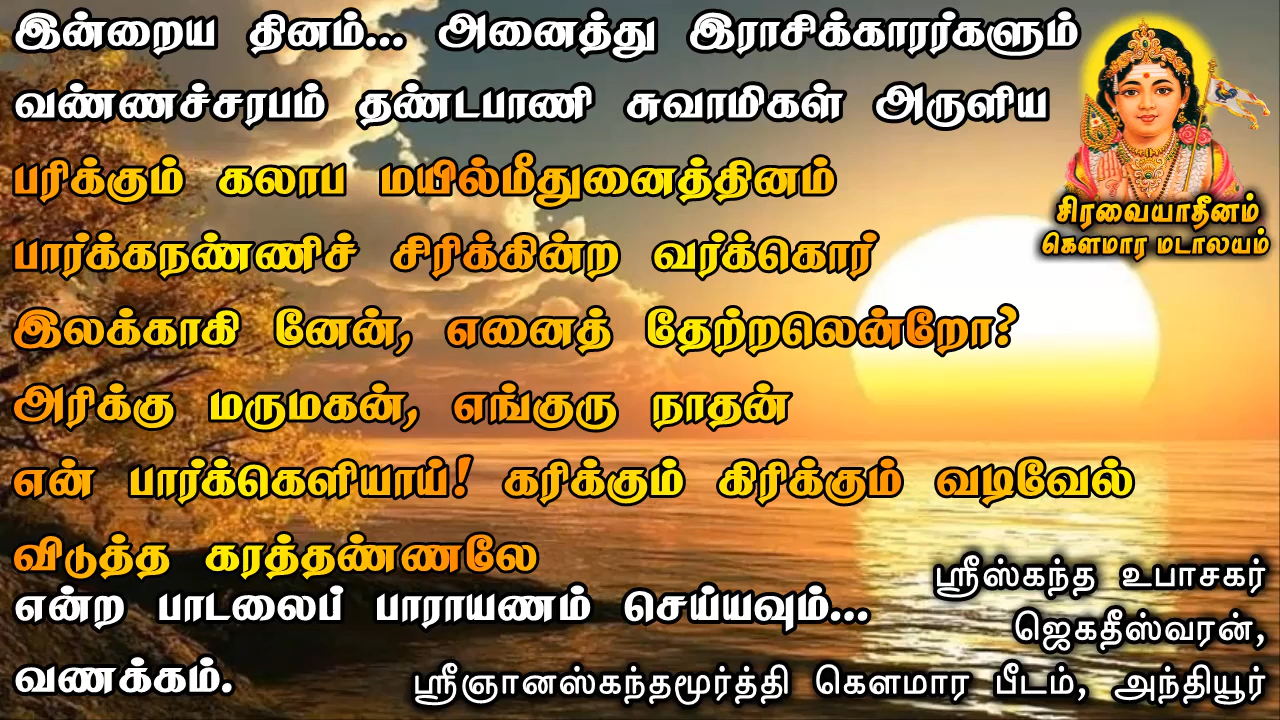 இன்றைய தினம்... அனைத்து இராசிக்காரர்களும்
வண்ணச்சரபம் தண்டபாணி சுவாமிகள் அருளிய
பரிக்கும் கலாப மயில்மீதுனைத்தினம்
பார்க்கநண்ணிச் சிரிக்கின்ற வர்க்கொர்
இலக்காகி னேன், எனைத் தேற்றலென்றோ?
அரிக்கு மருமகன், எங்குரு நாதன்
என் பார்க்கெளியாய்! கரிக்கும் கிரிக்கும் வடிவேல்
விடுத்த கரத்தண்ணலே
என்ற பாடலைப் பாராயணம் செய்யவும்...
வணக்கம்.
சிரவையாதீனம்
கௌமார மடாலயம்
ஸ்ரீஸ்கந்த உபாசகர்
ஜெகதீஸ்வரன்,
ஸ்ரீஞானஸ்கந்தமூர்த்தி கௌமார பீடம், அந்தியூர்